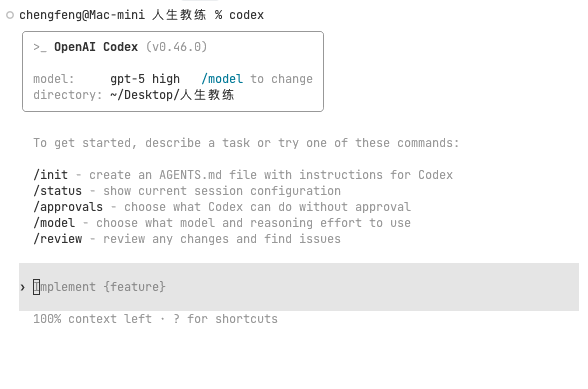 chengfeng@Mac-mini 人生教练 % codex
>_ OpenAI Codex (v0.46.0)
model: gpt-5 high /model to change
directory: ~/Desktop/人生教练
To get started, describe a task or try one of these commands:
/init - create an AGENTS.md file with instructions for Codex
/status - show current session configuration
/approvals - choose what Codex can do without approval
/model - choose what model and reasoning effort to use
/review - review any changes and find issues
› Implement {feature}
100% context left · ? for shortcuts